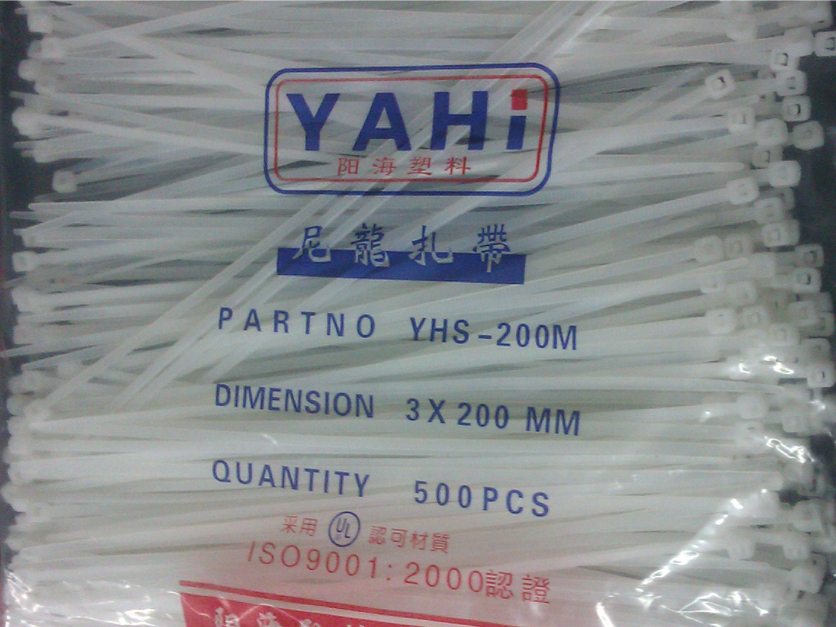 YAHi
阳海塑料
尼龍扎帶
PARTNO YHS-200M
DIMENSION 3X200 MM
QUANTITY 500PCS
采用 UL 認可材質
ISO9001:2000認證